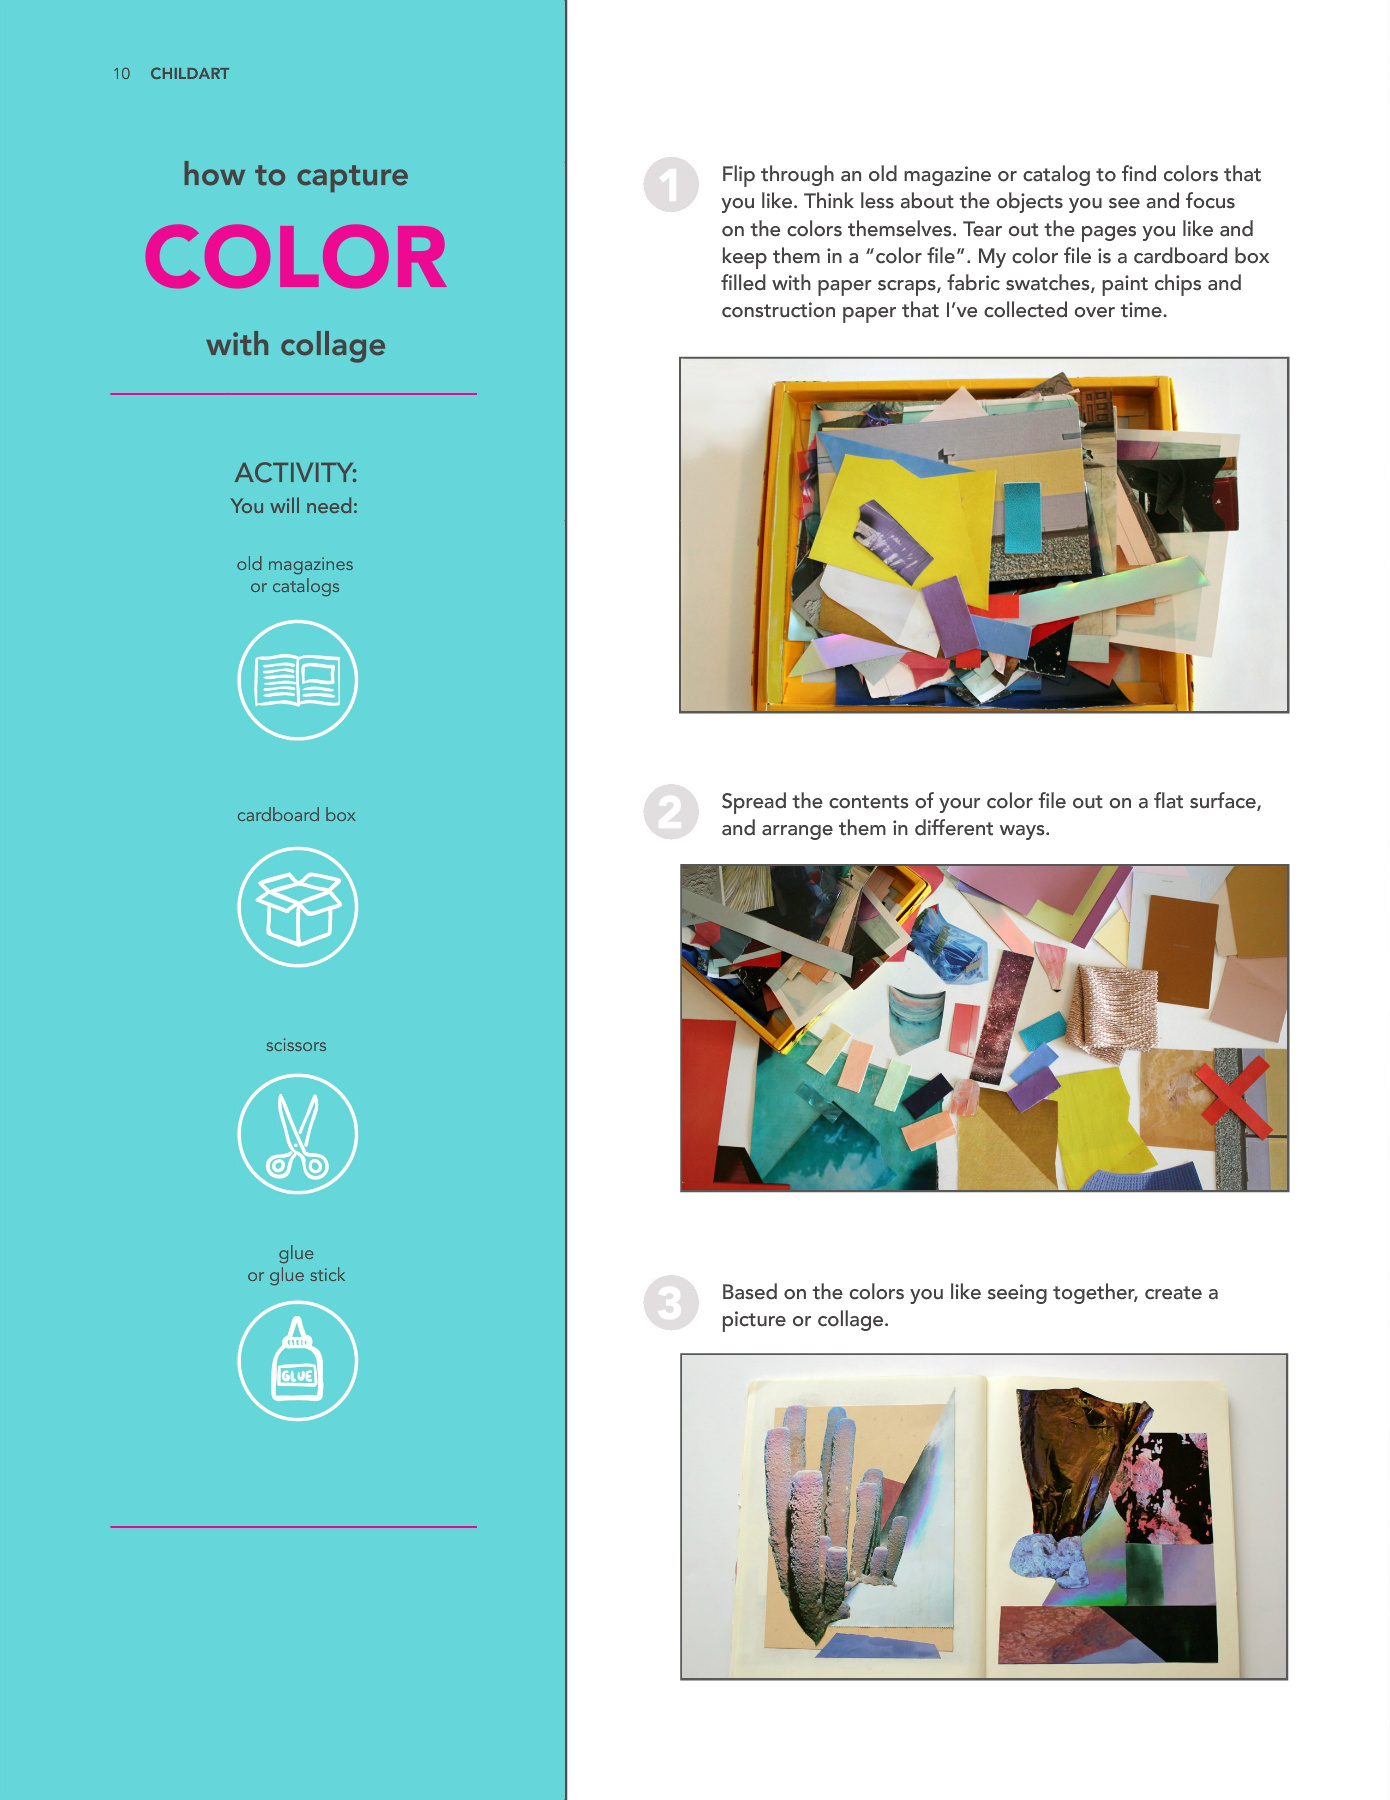 10 CHILDART
how to capture
COLOR
with collage
ACTIVITY:
You will need:
old magazines
or catalogs
cardboard box
scissors
glue
or glue stick
GLUE
1
Flip through an old magazine or catalog to find colors that
you like. Think less about the objects you see and focus
on the colors themselves. Tear out the pages you like and
keep them in a “color file”. My color file is a cardboard box
filled with paper scraps, fabric swatches, paint chips and
construction paper that I’ve collected over time.
2
Spread the contents of your color file out on a flat surface,
and arrange them in different ways.
3
Based on the colors you like seeing together, create a
picture or collage.